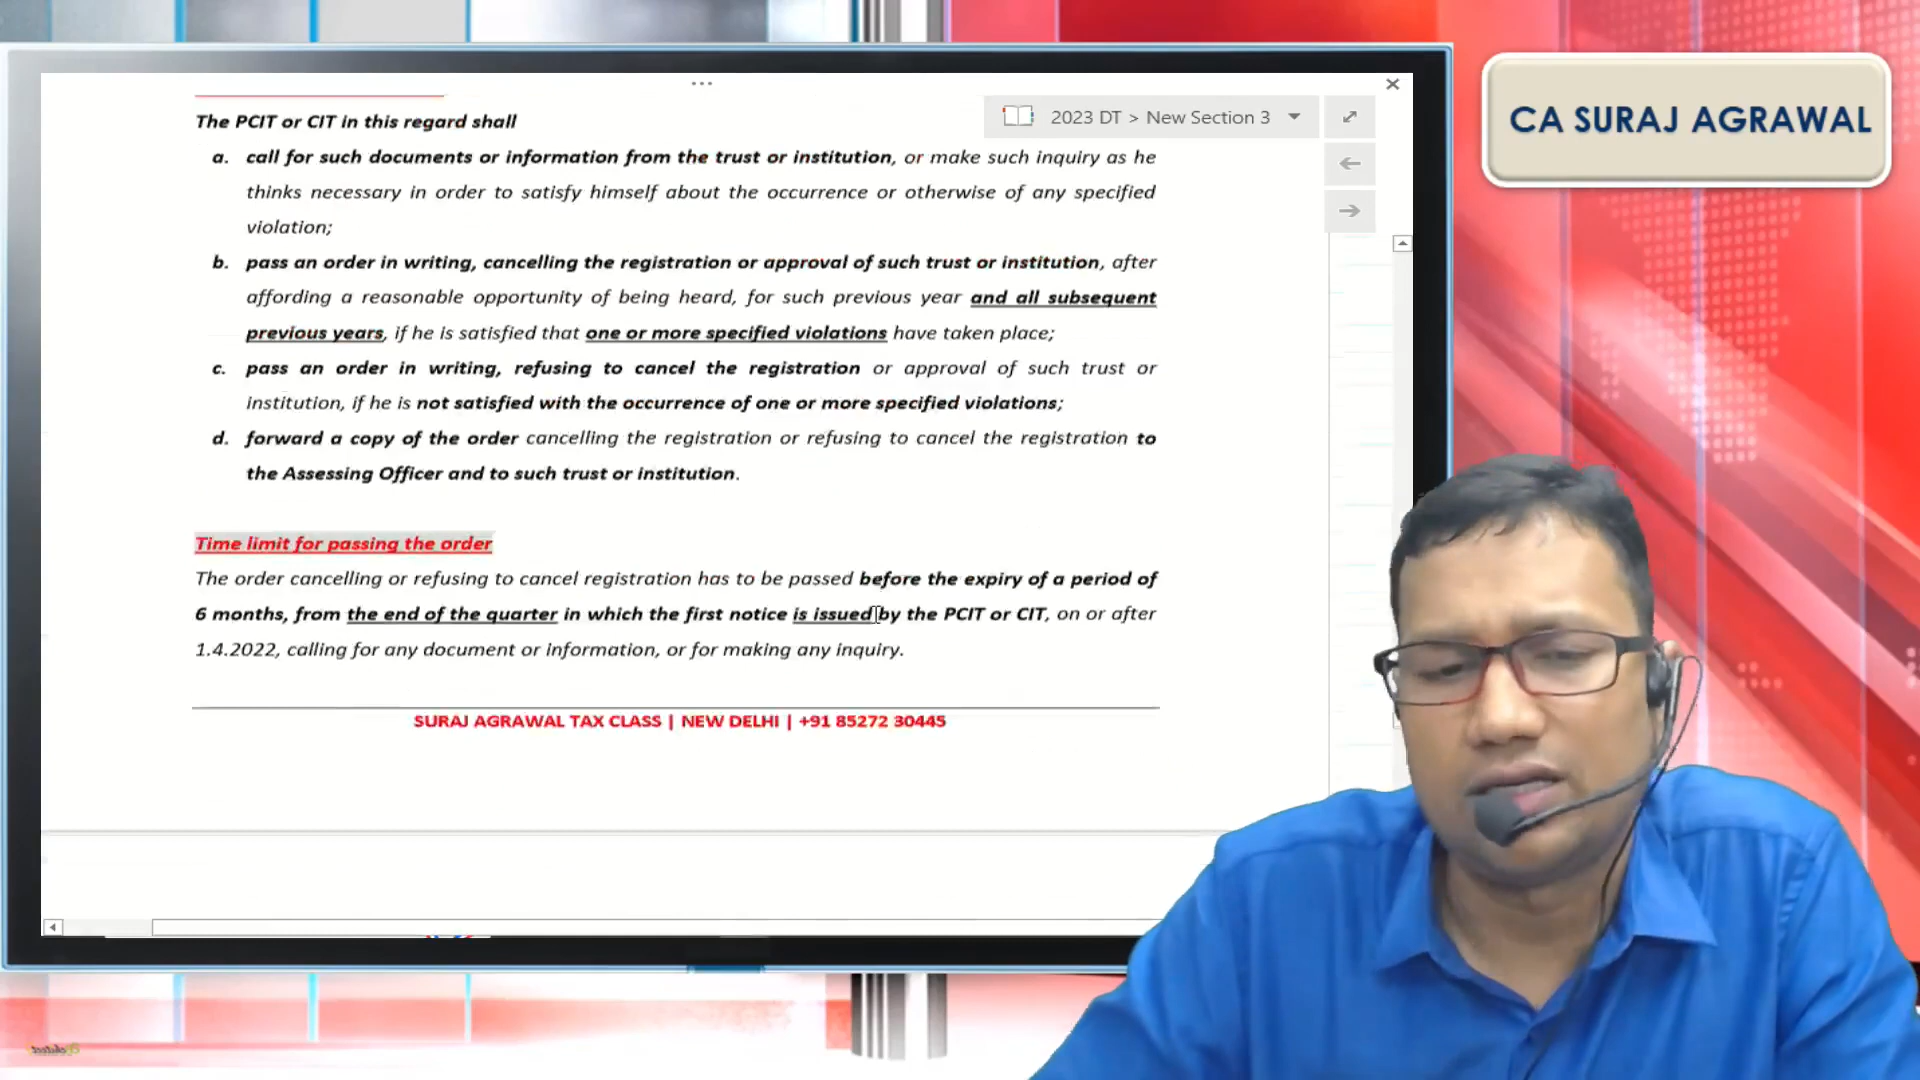 CA SURAJ AGRAWAL
2023 DT > New Section 3
The PCIT or CIT in this regard shall
a. call for such documents or information from the trust or institution, or make such inquiry as he
thinks necessary in order to satisfy himself about the occurrence or otherwise of any specified
violation;
b. pass an order in writing, cancelling the registration or approval of such trust or institution, after
affording a reasonable opportunity of being heard, for such previous year and all subsequent
previous years, if he is satisfied that one or more specified violations have taken place;
c. pass an order in writing, refusing to cancel the registration or approval of such trust or
institution, if he is not satisfied with the occurrence of one or more specified violations;
d. forward a copy of the order cancelling the registration or refusing to cancel the registration to
the Assessing Officer and to such trust or institution.
Time limit for passing the order
The order cancelling or refusing to cancel registration has to be passed before the expiry of a period of
6 months, from the end of the quarter in which the first notice is issued by the PCIT or CIT, on or after
1.4.2022, calling for any document or information, or for making any inquiry.
SURAJ AGRAWAL TAX CLASS | NEW DELHI | +91 85272 30445